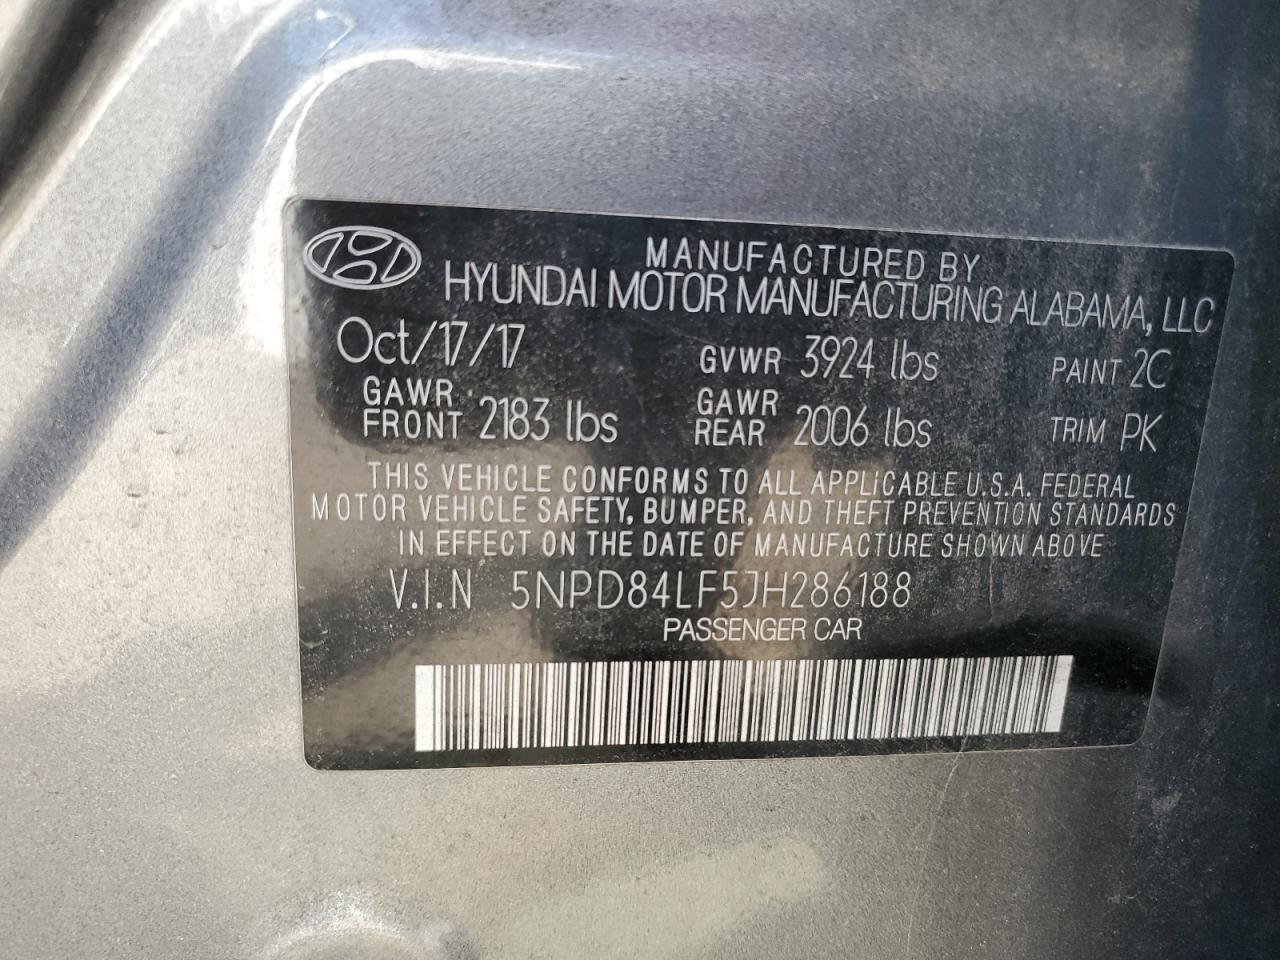 MANUFACTURED BY
HYUNDAI MOTOR MANUFACTURING ALABAMA, LLC
Oct/17/17 GVWR 3924 lbs PAINT 2C
GAWR FRONT 2183 lbs GAWR REAR 2006 lbs TRIM PK
THIS VEHICLE CONFORMS TO ALL APPLiCABLE U.S.A. FEDERAL
MOTOR VEHICLE SAFETY, BUMPER, AND THEFT PREVENTION STANDARDS
IN EFFECT ON THE DATE OF MANUFACTURE SHOWN ABOVE
V.I.N 5NPD84LF5JH286188
PASSENGER CAR